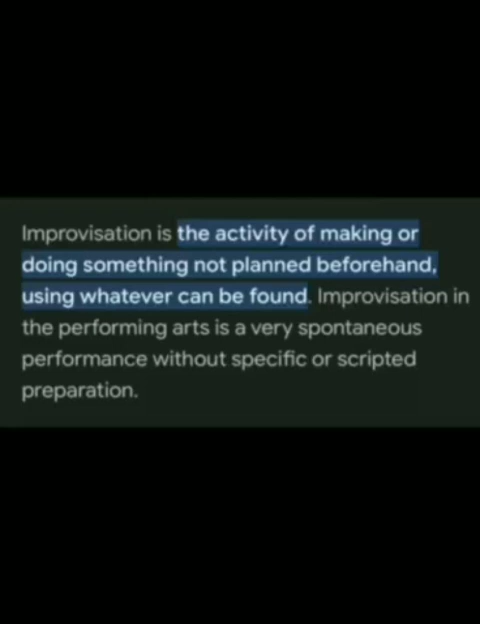 Improvisation is the activity of making or
doing something not planned beforehand,
using whatever can be found. Improvisation in
the performing arts is a very spontaneous
performance without specific or scripted
preparation.